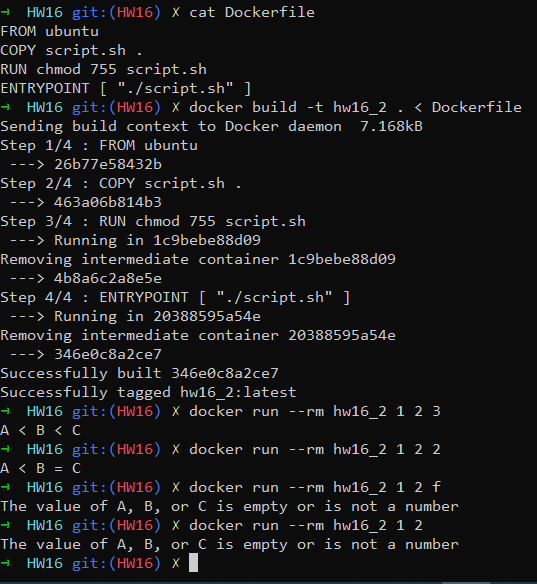 → HW16 git:(HW16) ✗ cat Dockerfile
FROM ubuntu
COPY script.sh .
RUN chmod 755 script.sh
ENTRYPOINT [ "./script.sh" ]
→ HW16 git:(HW16) ✗ docker build -t hw16_2 . < Dockerfile
Sending build context to Docker daemon  7.168kB
Step 1/4 : FROM ubuntu
 ---> 26b77e58432b
Step 2/4 : COPY script.sh .
 ---> 463a06b814b3
Step 3/4 : RUN chmod 755 script.sh
 ---> Running in 1c9bebe88d09
Removing intermediate container 1c9bebe88d09
 ---> 4b8a6c2a8e5e
Step 4/4 : ENTRYPOINT [ "./script.sh" ]
 ---> Running in 20388595a54e
Removing intermediate container 20388595a54e
 ---> 346e0c8a2ce7
Successfully built 346e0c8a2ce7
Successfully tagged hw16_2:latest
→ HW16 git:(HW16) ✗ docker run --rm hw16_2 1 2 3
A < B < C
→ HW16 git:(HW16) ✗ docker run --rm hw16_2 1 2 2
A < B = C
→ HW16 git:(HW16) ✗ docker run --rm hw16_2 1 2 f
The value of A, B, or C is empty or is not a number
→ HW16 git:(HW16) ✗ docker run --rm hw16_2 1 2
The value of A, B, or C is empty or is not a number
→ HW16 git:(HW16) ✗